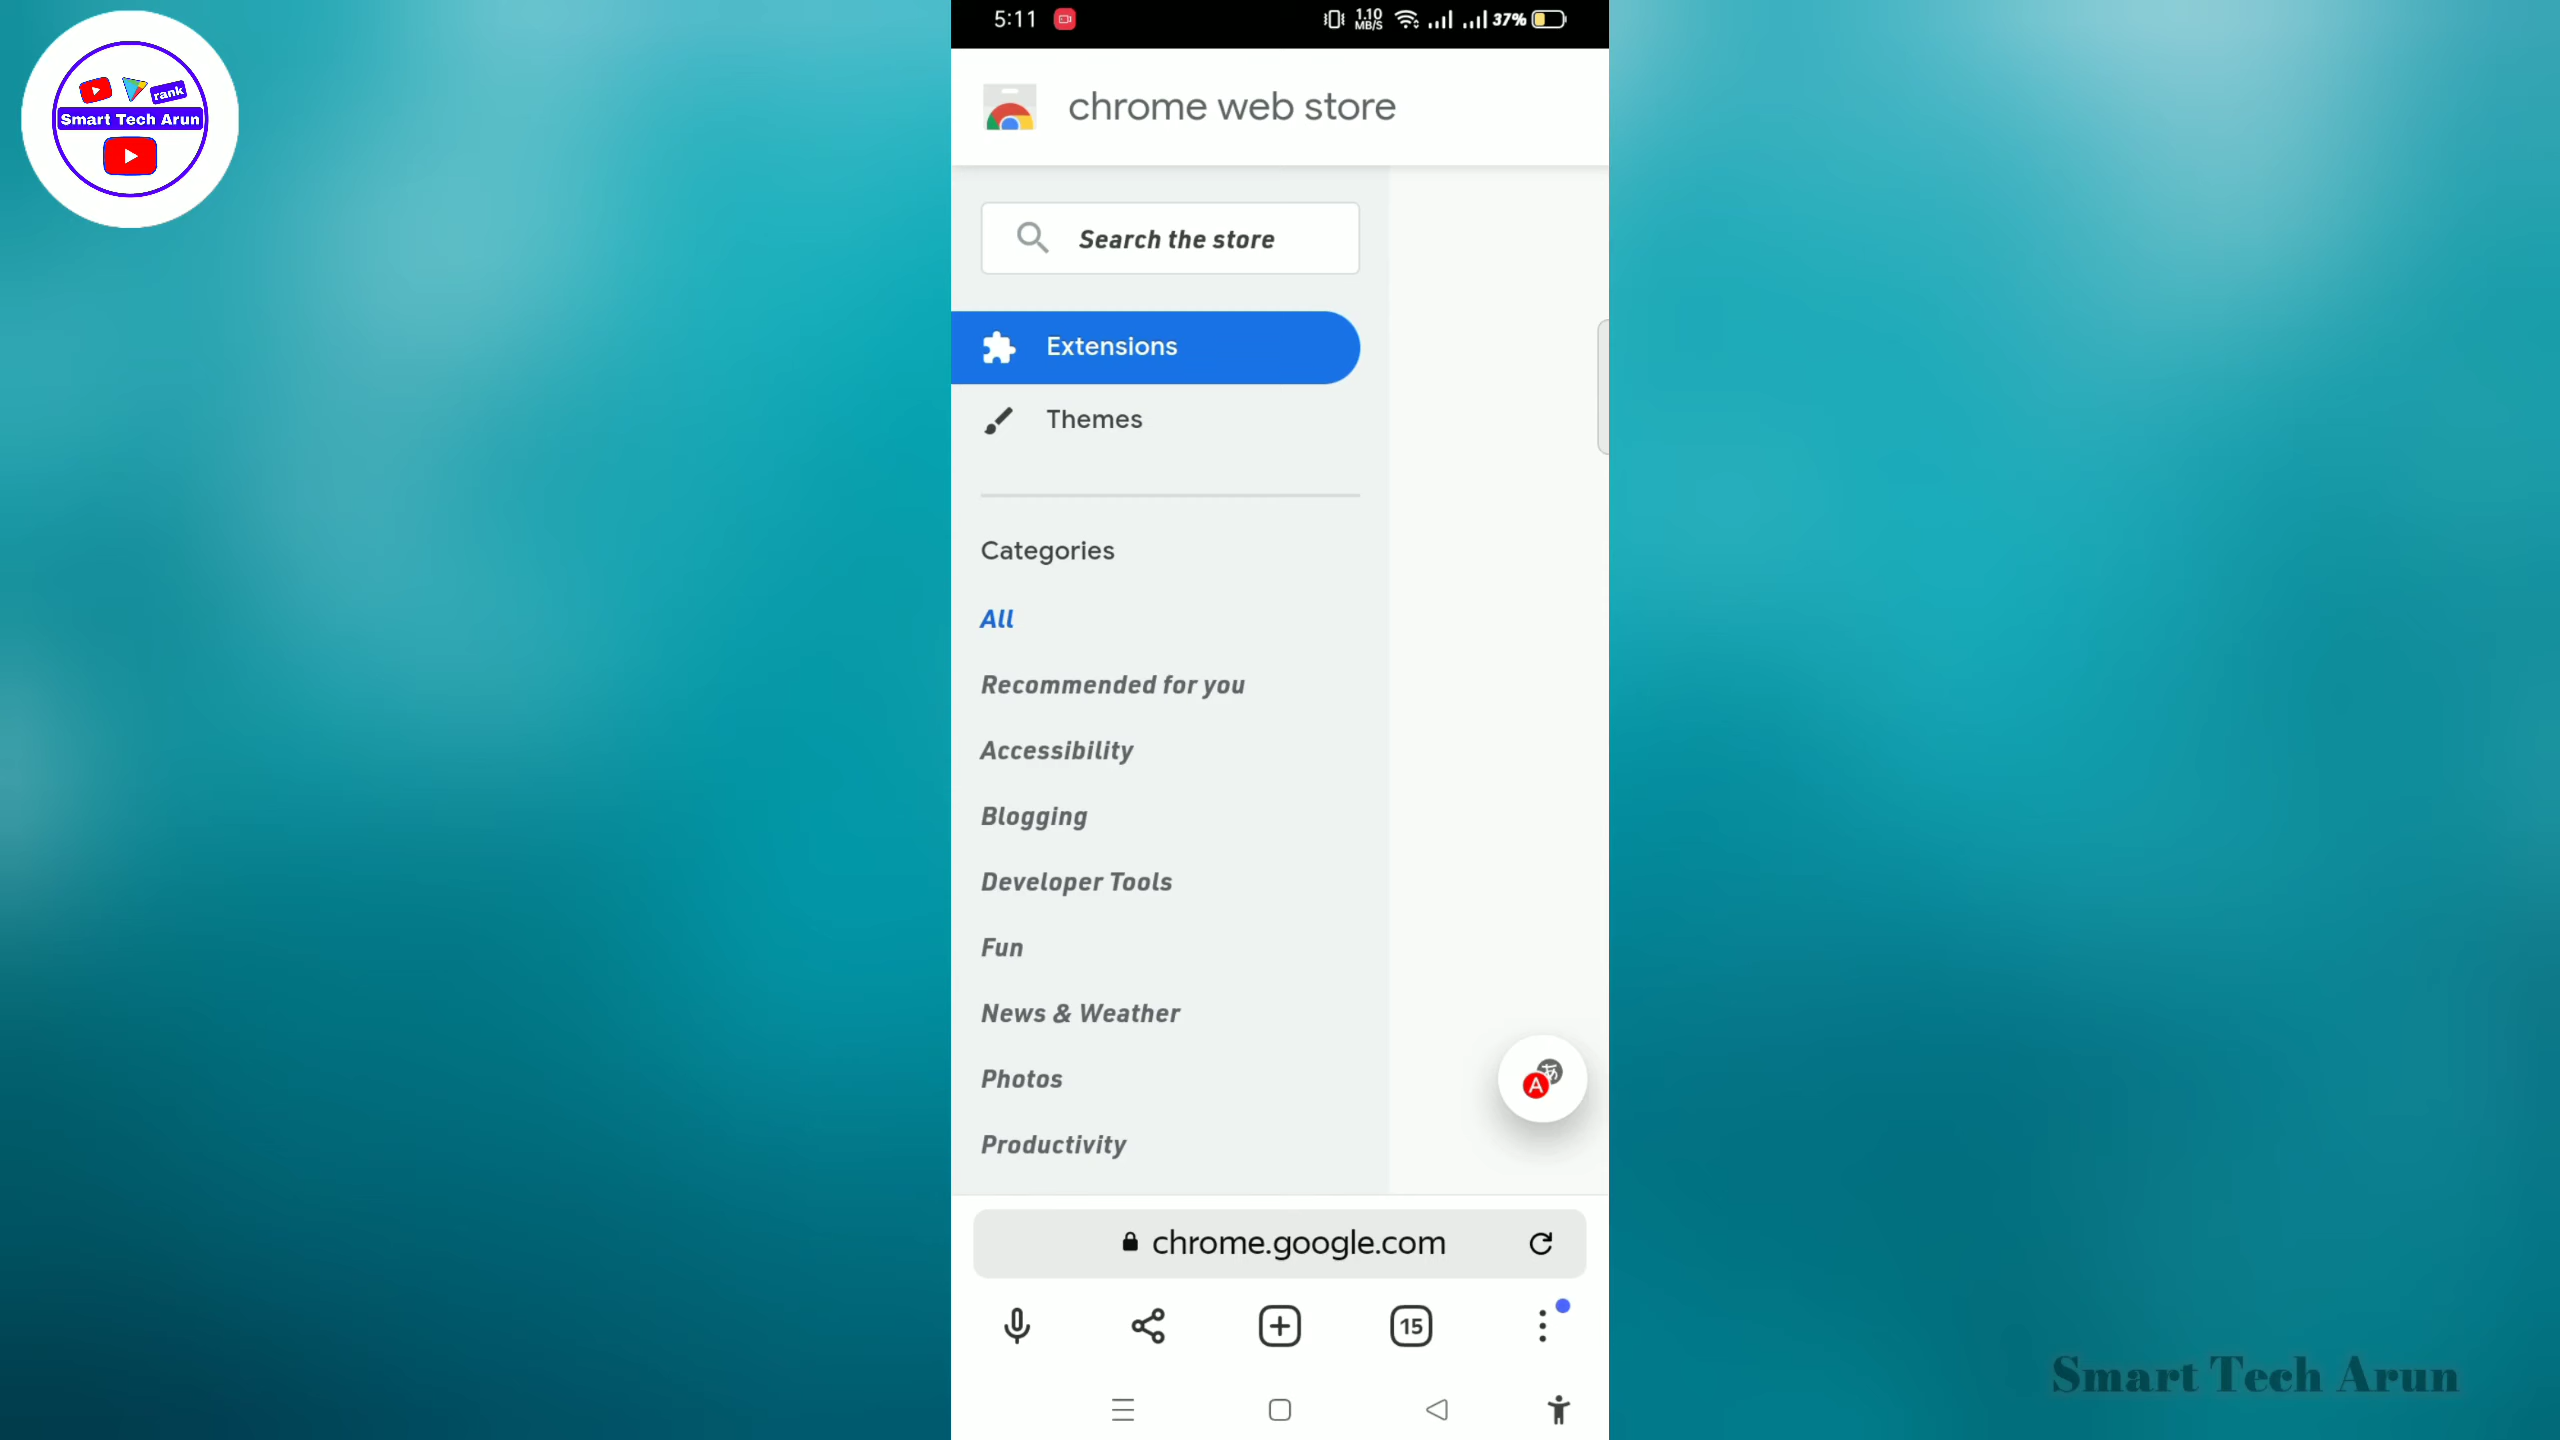 rank
Smart Tech Arun
5:11
1.10
MB/S
37%
chrome web store
Search the store
Extensions
Themes
Categories
All
Recommended for you
Accessibility
Blogging
Developer Tools
Fun
News & Weather
Photos
A あ
Productivity
chrome.google.com
15
Smart Tech Arun